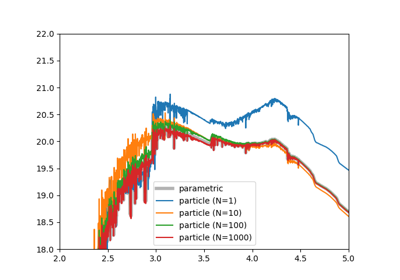 22.0
21.5
21.0
20.5
20.0
19.5
19.0
18.5
18.0
2.0 2.5 3.0 3.5 4.0 4.5 5.0
parametric
particle (N=1)
particle (N=10)
particle (N=100)
particle (N=1000)